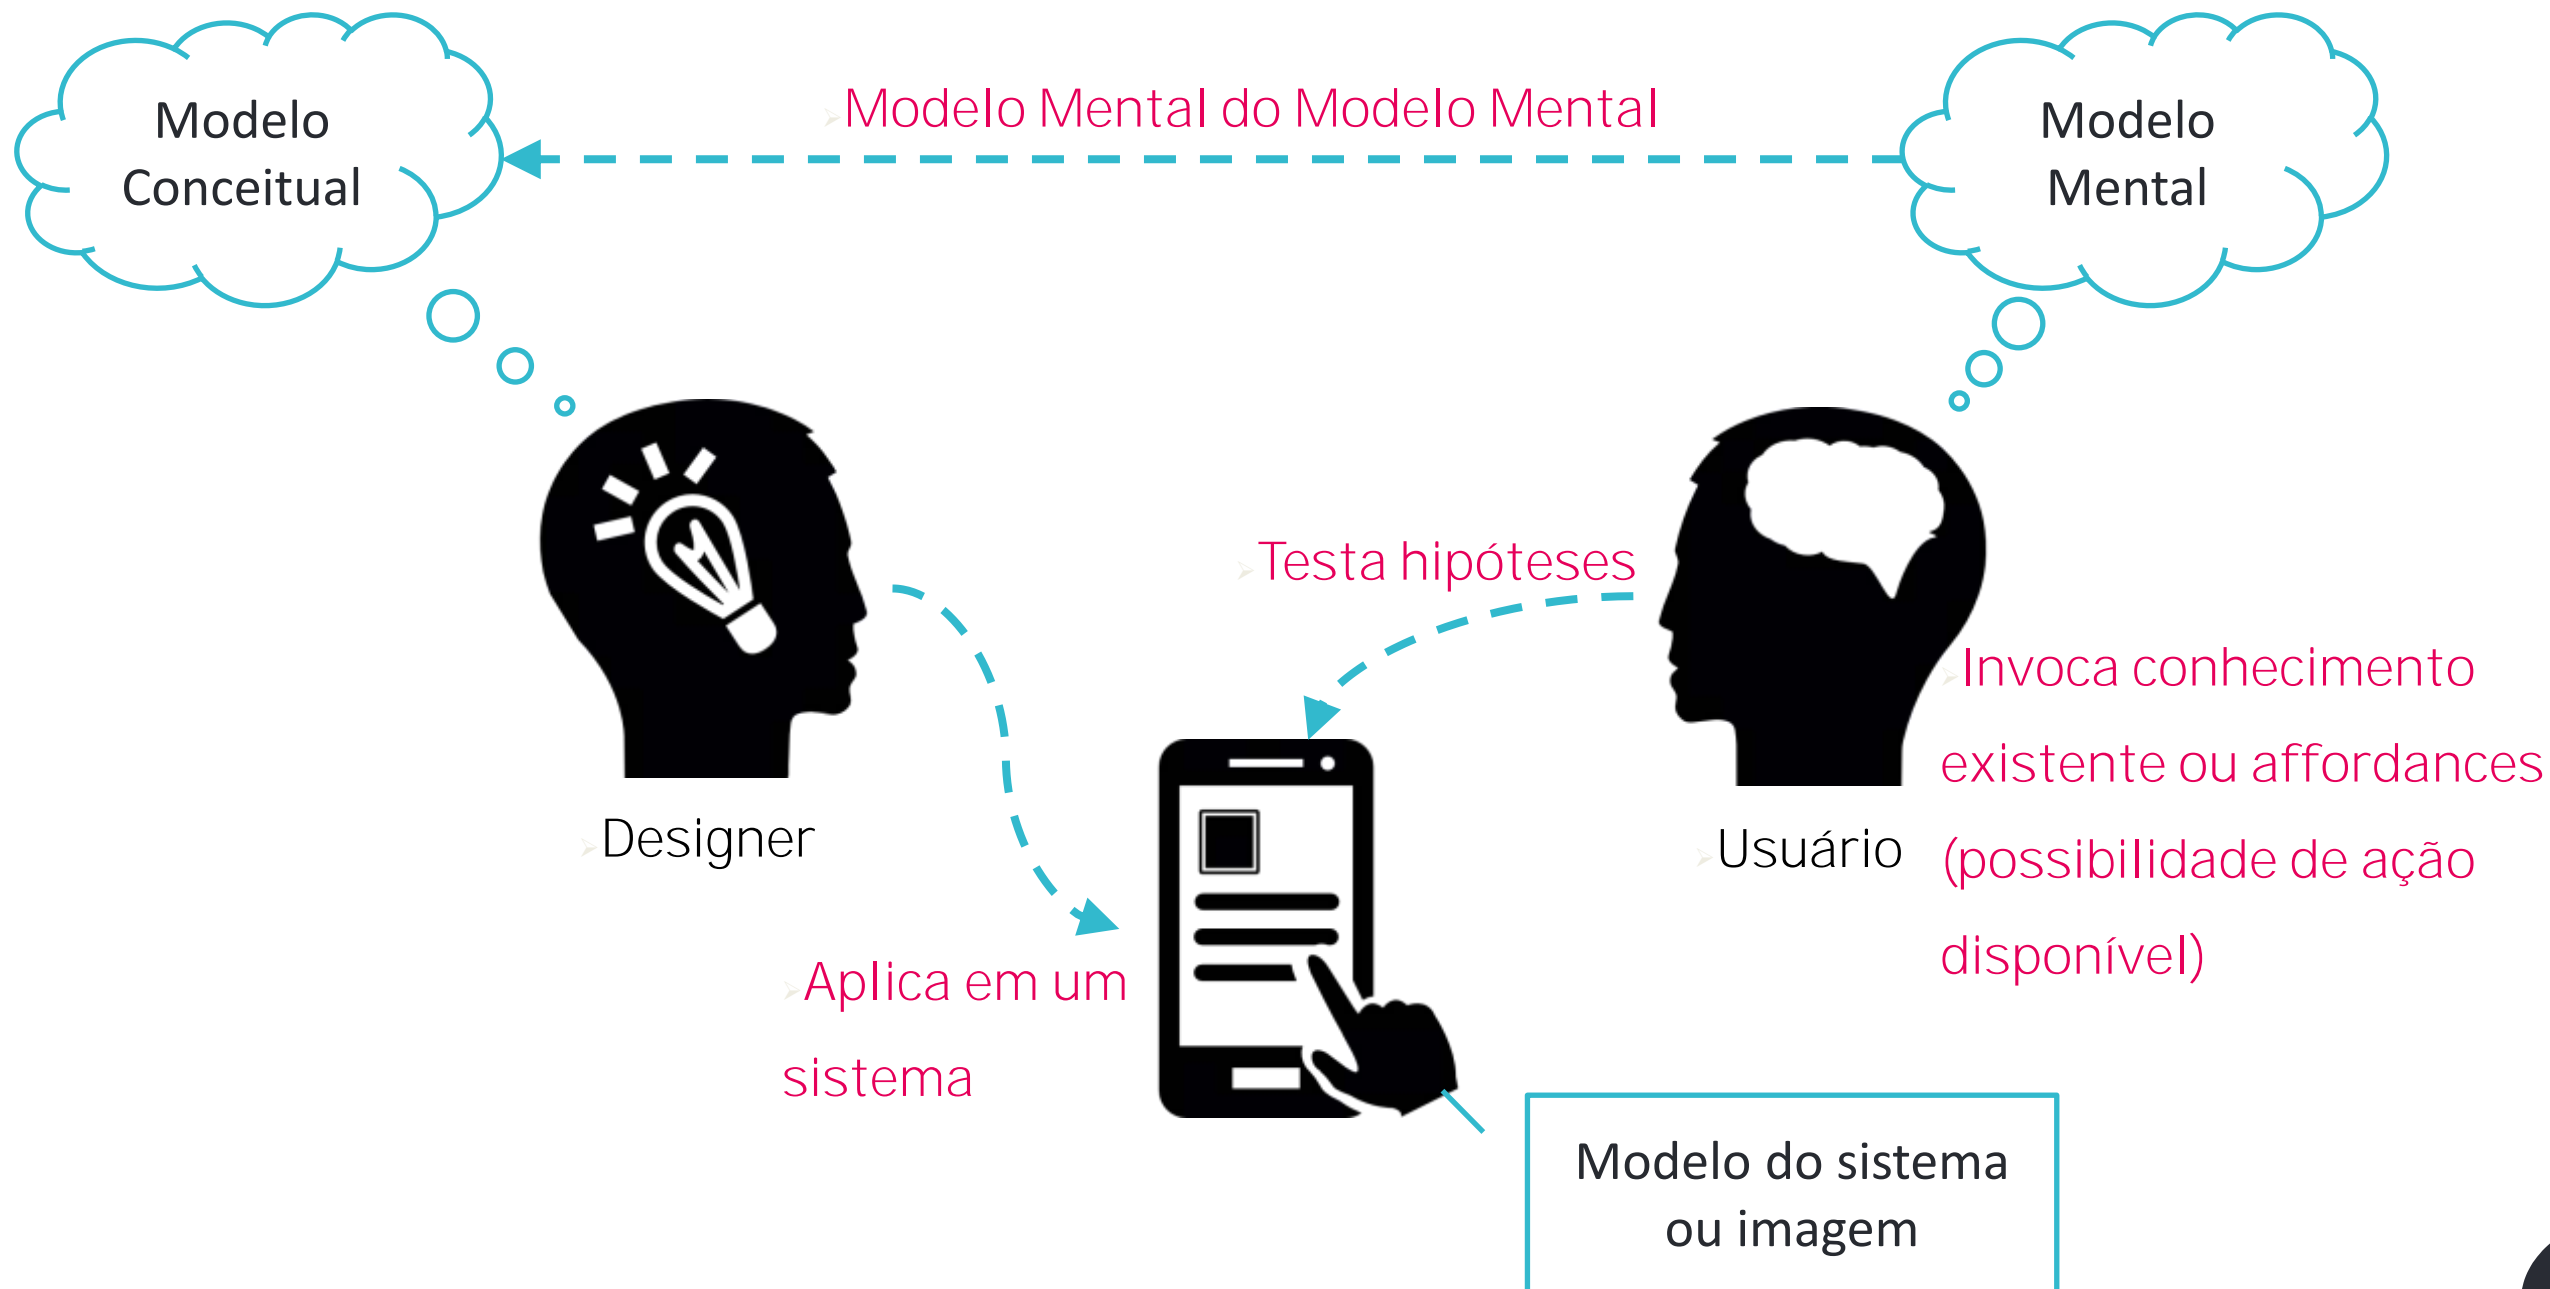 Modelo
Conceitual
Modelo Mental do Modelo Mental
Modelo
Mental
Testa hipóteses
Invoca conhecimento
existente ou affordances
(possibilidade de ação
disponível)
Designer
Usuário
Aplica em um
sistema
Modelo do sistema
ou imagem